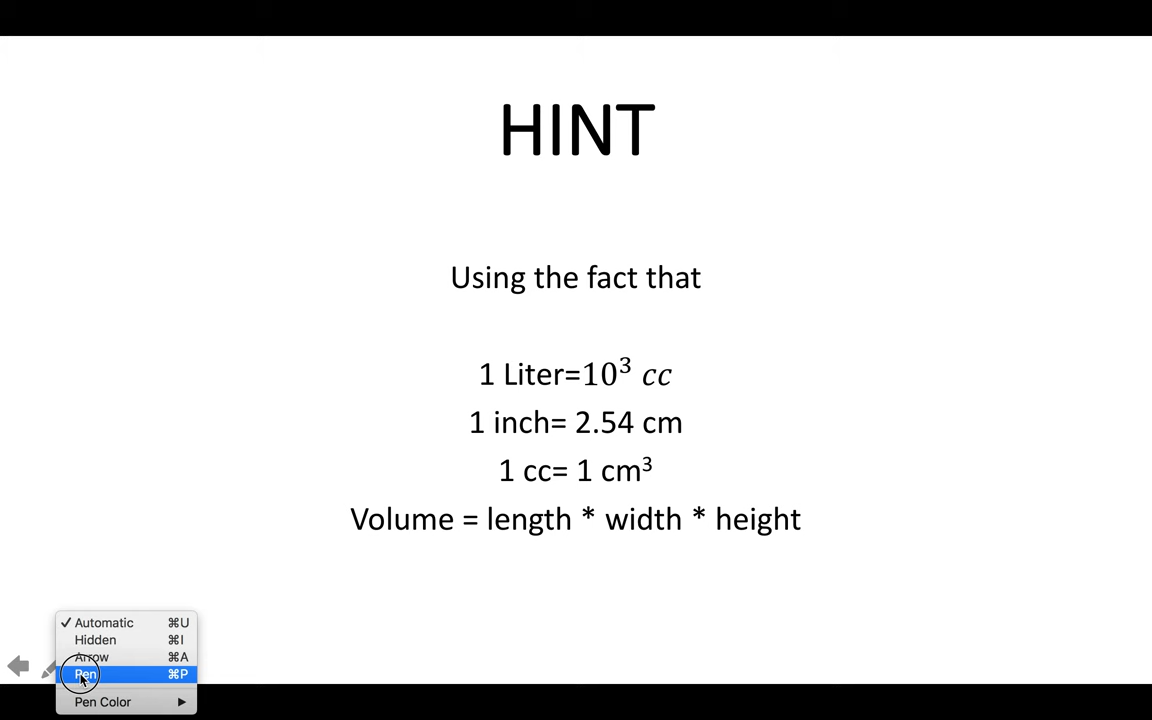 HINT
Using the fact that
1 Liter=10³ cc
1 inch= 2.54 cm
1 cc= 1 cm³
Volume = length * width * height
✓ Automatic ⌘U
Hidden ⌘I
Arrow ⌘A
Pen ⌘P
Pen Color ▶